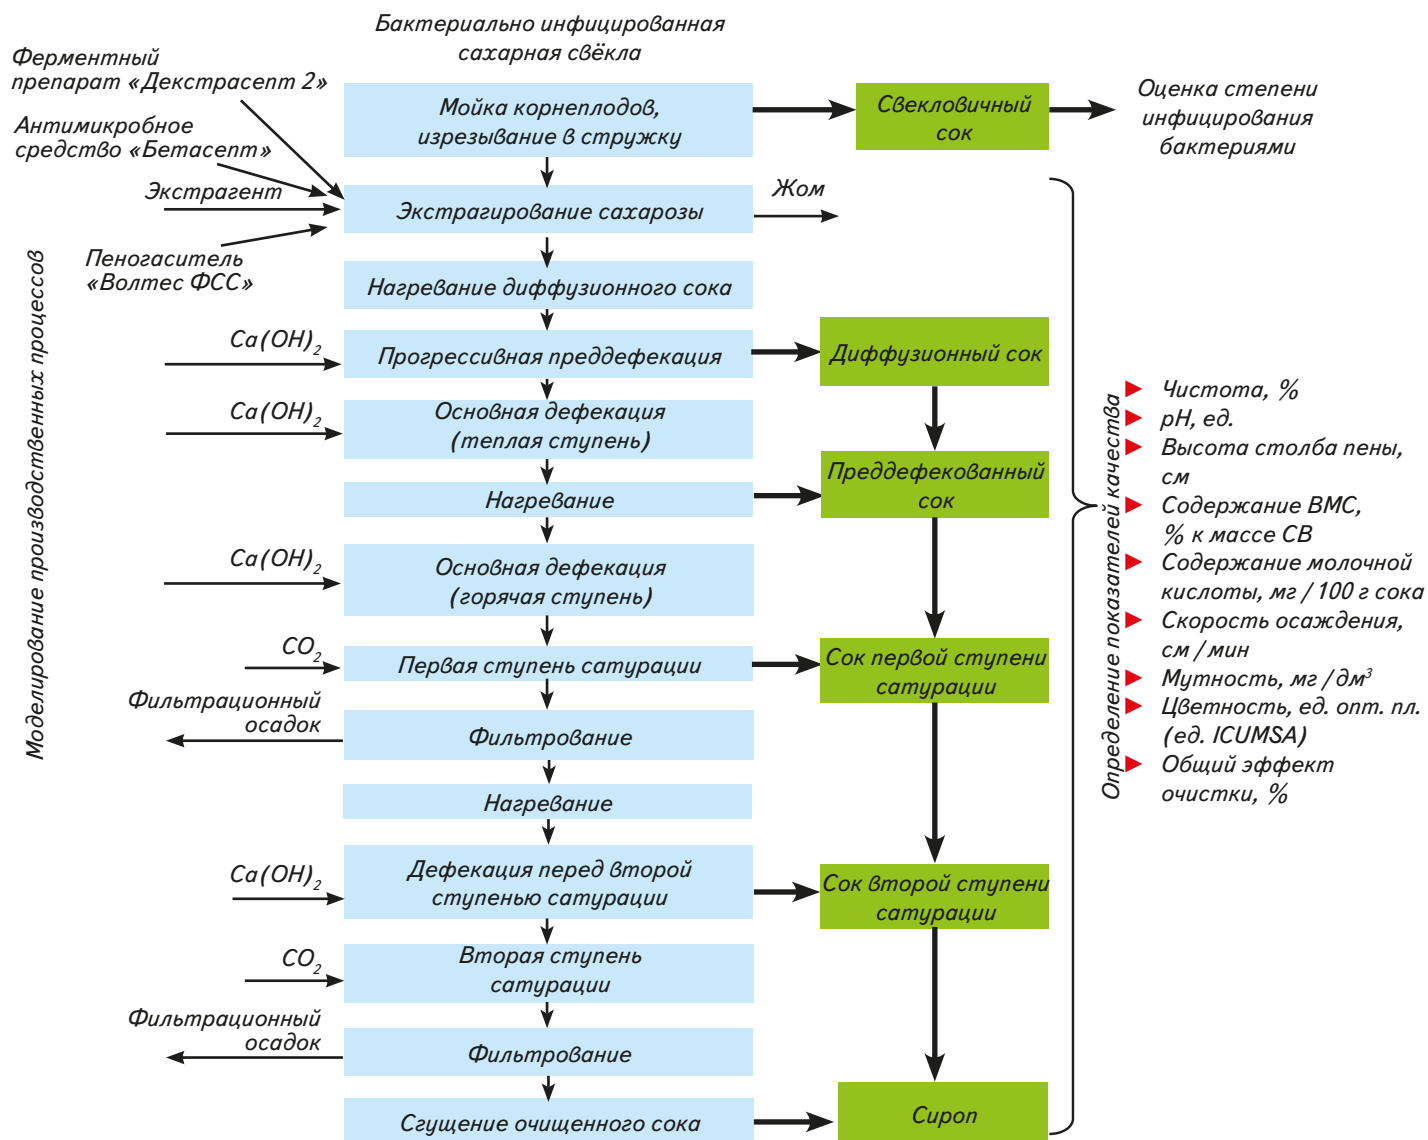 Бактериально инфицированная
сахарная свёкла
Ферментный
препарат «Декстрасепт 2»
Антимикробное
средство «Бетасепт»
Экстрагент
Пеногаситель
«Волтес ФСС»
Мойка корнеплодов,
изрезывание в стружку
Свекловичный
сок
Оценка степени
инфицирования
бактериями
Экстрагирование сахарозы
Жом
Нагревание диффузионного сока
Ca(OH)₂
Прогрессивная преддефекация
Диффузионный сок
Ca(OH)₂
Основная дефекация
(теплая ступень)
Нагревание
Преддефекованный
сок
Ca(OH)₂
Основная дефекация
(горячая ступень)
CO₂
Первая ступень сатурации
Сок первой ступени
сатурации
Фильтрационный
осадок
Фильтрование
Нагревание
Ca(OH)₂
Дефекация перед второй
ступенью сатурации
Сок второй ступени
сатурации
CO₂
Вторая ступень
сатурации
Фильтрационный
осадок
Фильтрование
Сгущение очищенного сока
Сироп
Моделирование производственных процессов
Определение показателей качества
Чистота, %
pH, ед.
Высота столба пены,
см
Содержание ВМС,
% к массе СВ
Содержание молочной
кислоты, мг / 100 г сока
Скорость осаждения,
см / мин
Мутность, мг / дм³
Цветность, ед. опт. пл.
(ед. ICUMSA)
Общий эффект
очистки, %